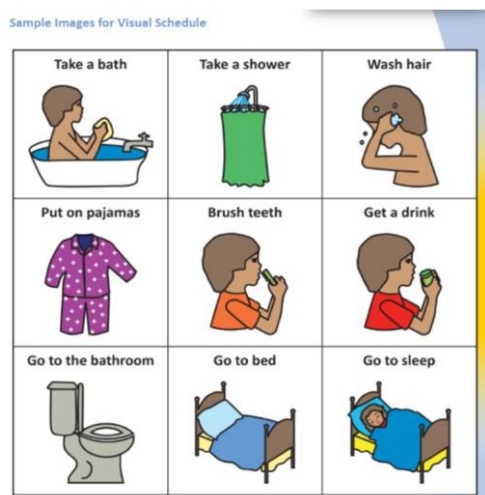 Sample Images for Visual Schedule
Take a bath
Take a shower
Wash hair
Put on pajamas
Brush teeth
Get a drink
Go to the bathroom
Go to bed
Go to sleep